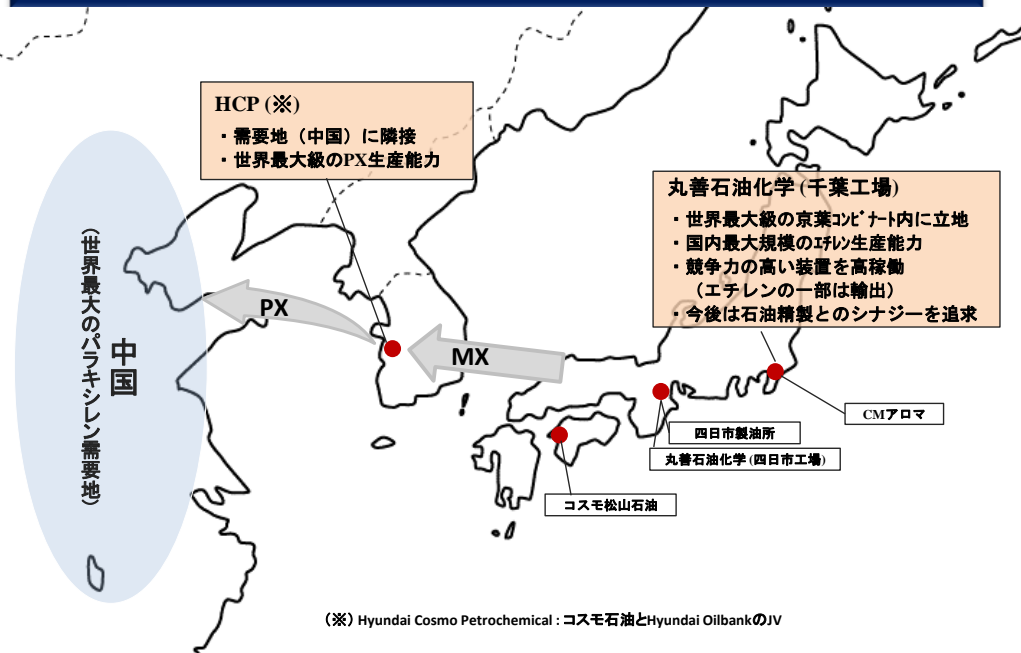 HCP (※)
・需要地（中国）に隣接
・世界最大級のPX生産能力
丸善石油化学 (千葉工場)
・世界最大級の京葉ｺﾝﾋﾞﾅｰﾄ内に立地
・国内最大規模のｴﾁﾚﾝ生産能力
・競争力の高い装置を高稼働
（エチレンの一部は輸出）
・今後は石油精製とのシナジーを追求
中国
（世界最大のパラキシレン需要地）
PX
MX
CMアロマ
四日市製油所
丸善石油化学 (四日市工場)
コスモ松山石油
（※） Hyundai Cosmo Petrochemical : コスモ石油とHyundai OilbankのJV